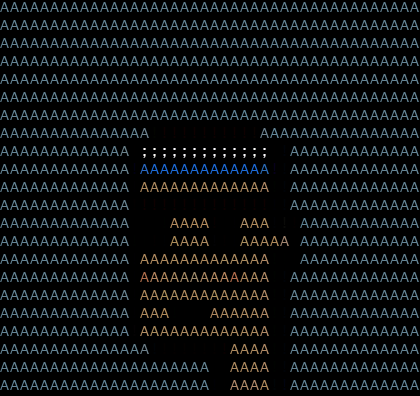 AAAAAAAAAAAAAAAAAAAAAAAAAAAAAAAAAAAAAAAAAA
AAAAAAAAAAAAAAAAAAAAAAAAAAAAAAAAAAAAAAAAAA
AAAAAAAAAAAAAAAAAAAAAAAAAAAAAAAAAAAAAAAAAA
AAAAAAAAAAAAAAAAAAAAAAAAAAAAAAAAAAAAAAAAAA
AAAAAAAAAAAAAAAAAAAAAAAAAAAAAAAAAAAAAAAAAA
AAAAAAAAAAAAAAAAAAAAAAAAAAAAAAAAAAAAAAAAAA
AAAAAAAAAAAAAAAAAAAAAAAAAAAAAAAAAAAAAAAAAA
AAAAAAAAAAAAAAA           AAAAAAAAAAAAAAAA
AAAAAAAAAAAAA ;;;;;;;;;;;;;  AAAAAAAAAAAAA
AAAAAAAAAAAAA AAAAAAAAAAAAA  AAAAAAAAAAAAA
AAAAAAAAAAAAA AAAAAAAAAAAAA  AAAAAAAAAAAAA
AAAAAAAAAAAAA                AAAAAAAAAAAAA
AAAAAAAAAAAAA    AAAA   AAA   AAAAAAAAAAAA
AAAAAAAAAAAAA    AAAA   AAAAA AAAAAAAAAAAA
AAAAAAAAAAAAA AAAAAAAAAAAAA   AAAAAAAAAAAA
AAAAAAAAAAAAA AAAAAAAAAAAAA  AAAAAAAAAAAAA
AAAAAAAAAAAAA AAAAAAAAAAAAA  AAAAAAAAAAAAA
AAAAAAAAAAAAA AAA    AAAAAA  AAAAAAAAAAAAA
AAAAAAAAAAAAA AAAAAAAAAAAAA  AAAAAAAAAAAAA
AAAAAAAAAAAAAAA        AAAA  AAAAAAAAAAAAA
AAAAAAAAAAAAAAAAAAAAA  AAAA  AAAAAAAAAAAAA
AAAAAAAAAAAAAAAAAAAAA  AAAA  AAAAAAAAAAAAA